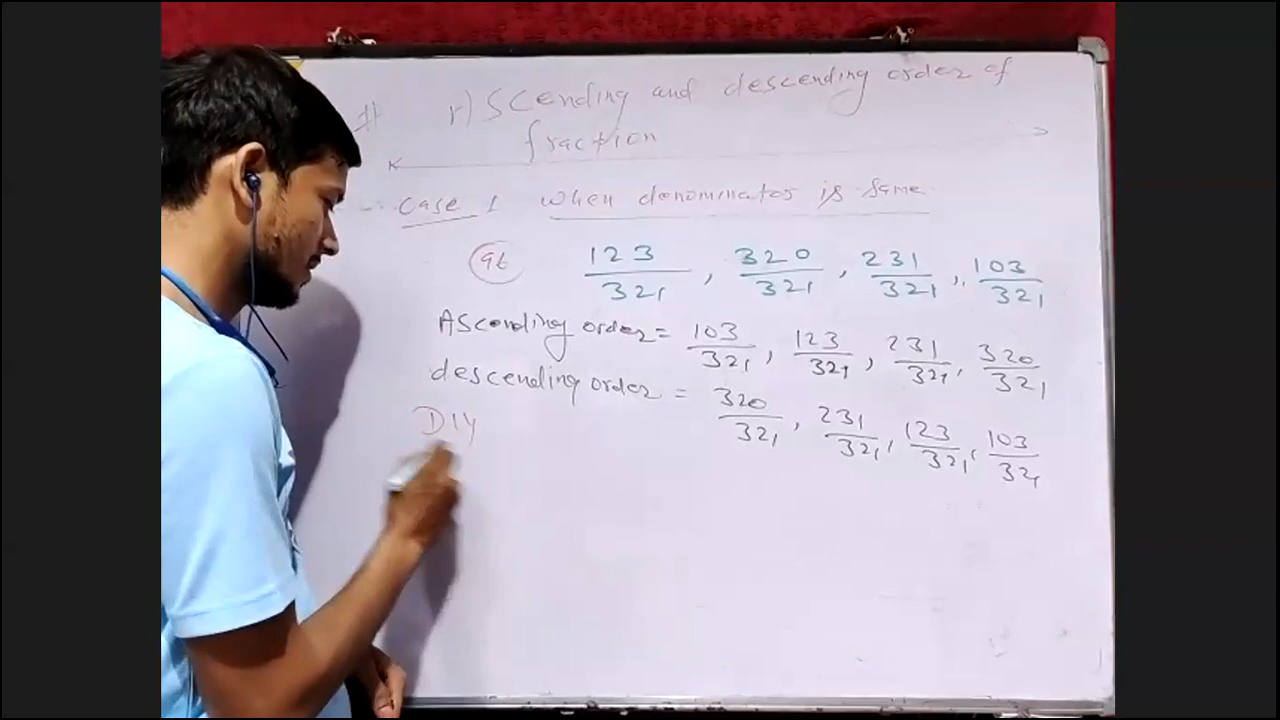 # Ascending and descending order of
fraction
Case 1 When denominator is same
123/321, 320/321, 231/321, 103/321
Ascending order = 103/321, 123/321, 231/321, 320/321
descending order = 320/321, 231/321, 123/321, 103/321
DIY